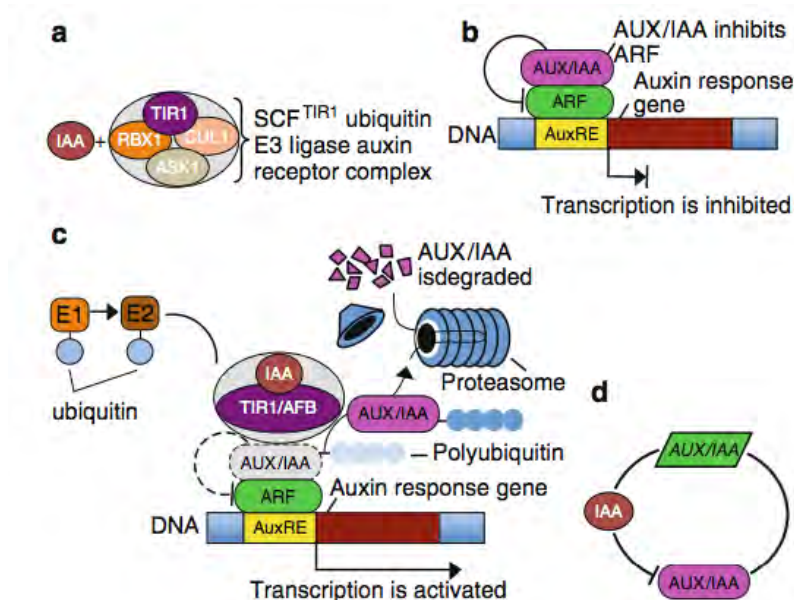 a
TIR1
IAA
+
RBX1
CUL1
ASK1
SCF^TIR1 ubiquitin
E3 ligase auxin
receptor complex
b
AUX/IAA inhibits
ARF
AUX/IAA
ARF
Auxin response
gene
DNA
AuxRE
Transcription is inhibited
c
AUX/IAA
isdegraded
E1
E2
ubiquitin
IAA
TIR1/AFB
Proteasome
AUX/IAA
AUX/IAA
Polyubiquitin
ARF
Auxin response gene
DNA
AuxRE
Transcription is activated
d
AUX/IAA
IAA
AUX/IAA